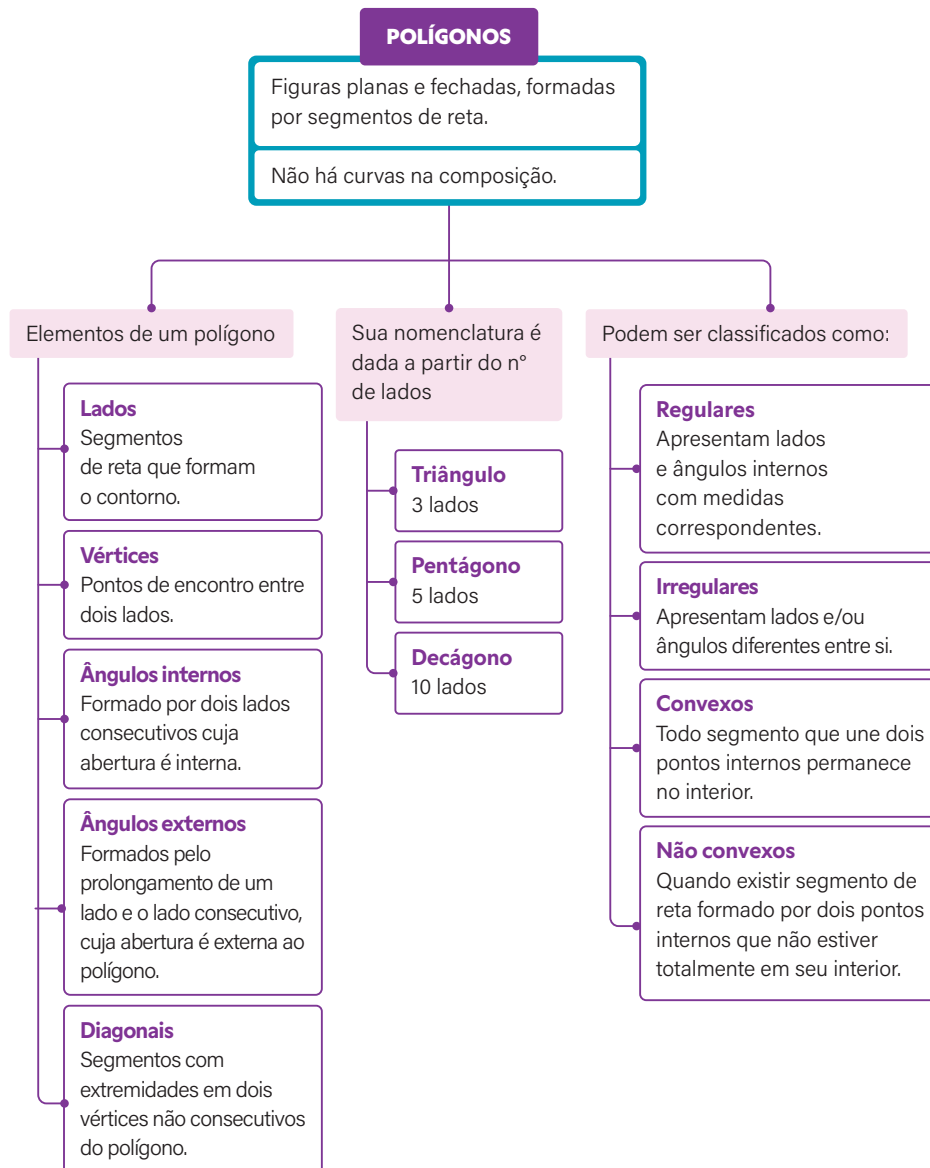 POLÍGONOS
Figuras planas e fechadas, formadas
por segmentos de reta.
Não há curvas na composição.
Elementos de um polígono
Lados
Segmentos
de reta que formam
o contorno.
Vértices
Pontos de encontro entre
dois lados.
Ângulos internos
Formado por dois lados
consecutivos cuja
abertura é interna.
Ângulos externos
Formados pelo
prolongamento de um
lado e o lado consecutivo,
cuja abertura é externa ao
polígono.
Diagonais
Segmentos com
extremidades em dois
vértices não consecutivos
do polígono.
Sua nomenclatura é
dada a partir do n°
de lados
Triângulo
3 lados
Pentágono
5 lados
Decágono
10 lados
Podem ser classificados como:
Regulares
Apresentam lados
e ângulos internos
com medidas
correspondentes.
Irregulares
Apresentam lados e/ou
ângulos diferentes entre si.
Convexos
Todo segmento que une dois
pontos internos permanece
no interior.
Não convexos
Quando existir segmento de
reta formado por dois pontos
internos que não estiver
totalmente em seu interior.